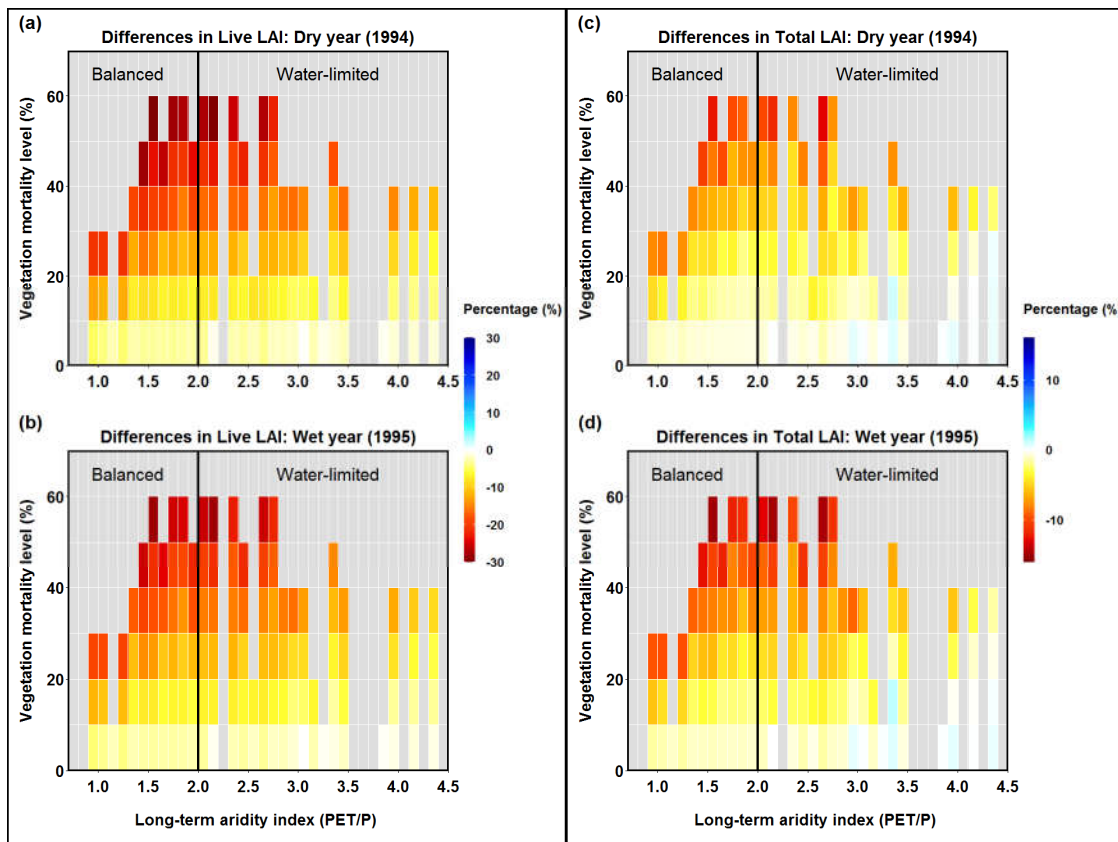 (a)
Differences in Live LAI: Dry year (1994)
Balanced
Water-limited
Vegetation mortality level (%)
60
40
20
0
1.0 1.5 2.0 2.5 3.0 3.5 4.0 4.5
Percentage (%)
30
20
10
0
-10
-20
-30
(b)
Differences in Live LAI: Wet year (1995)
Balanced
Water-limited
Vegetation mortality level (%)
60
40
20
0
1.0 1.5 2.0 2.5 3.0 3.5 4.0 4.5
Long-term aridity index (PET/P)
(c)
Differences in Total LAI: Dry year (1994)
Balanced
Water-limited
Vegetation mortality level (%)
60
40
20
0
1.0 1.5 2.0 2.5 3.0 3.5 4.0 4.5
Percentage (%
10
0
-10
(d)
Differences in Total LAI: Wet year (1995)
Balanced
Water-limited
Vegetation mortality level (%)
60
40
20
0
1.0 1.5 2.0 2.5 3.0 3.5 4.0 4.5
Long-term aridity index (PET/P)